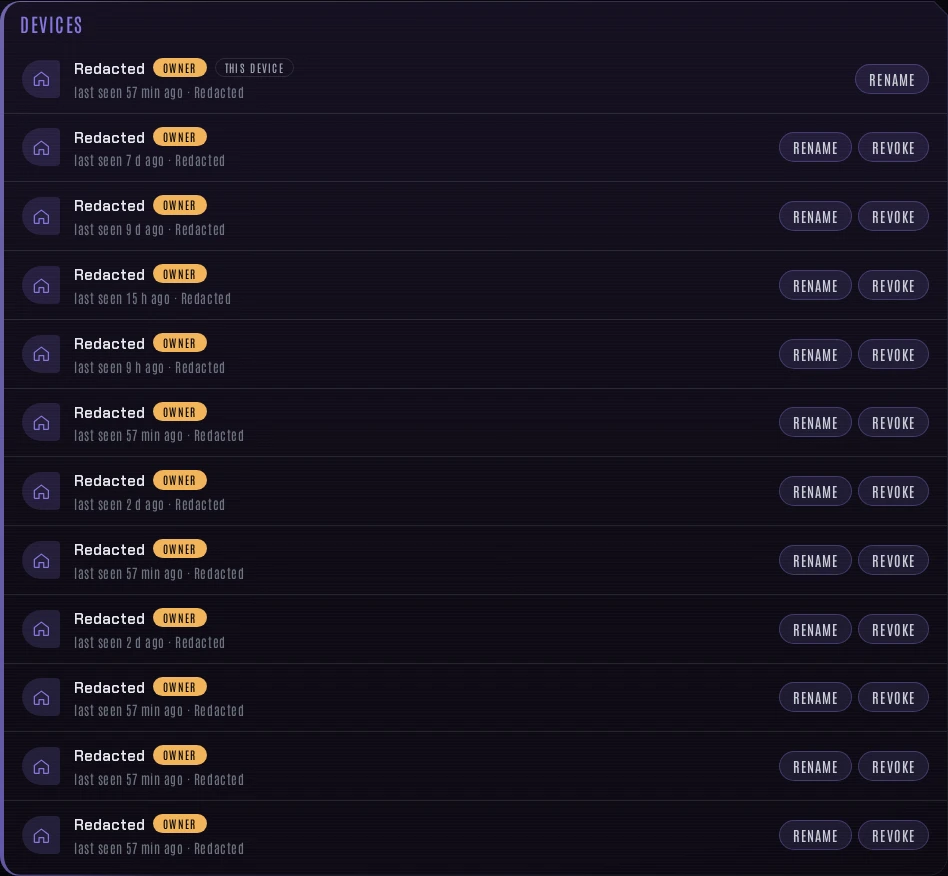 DEVICES
Redacted OWNER THIS DEVICE
last seen 57 min ago · Redacted
RENAME
Redacted OWNER
last seen 7 d ago · Redacted
RENAME REVOKE
Redacted OWNER
last seen 9 d ago · Redacted
RENAME REVOKE
Redacted OWNER
last seen 15 h ago · Redacted
RENAME REVOKE
Redacted OWNER
last seen 9 h ago · Redacted
RENAME REVOKE
Redacted OWNER
last seen 57 min ago · Redacted
RENAME REVOKE
Redacted OWNER
last seen 2 d ago · Redacted
RENAME REVOKE
Redacted OWNER
last seen 57 min ago · Redacted
RENAME REVOKE
Redacted OWNER
last seen 2 d ago · Redacted
RENAME REVOKE
Redacted OWNER
last seen 57 min ago · Redacted
RENAME REVOKE
Redacted OWNER
last seen 57 min ago · Redacted
RENAME REVOKE
Redacted OWNER
last seen 57 min ago · Redacted
RENAME REVOKE